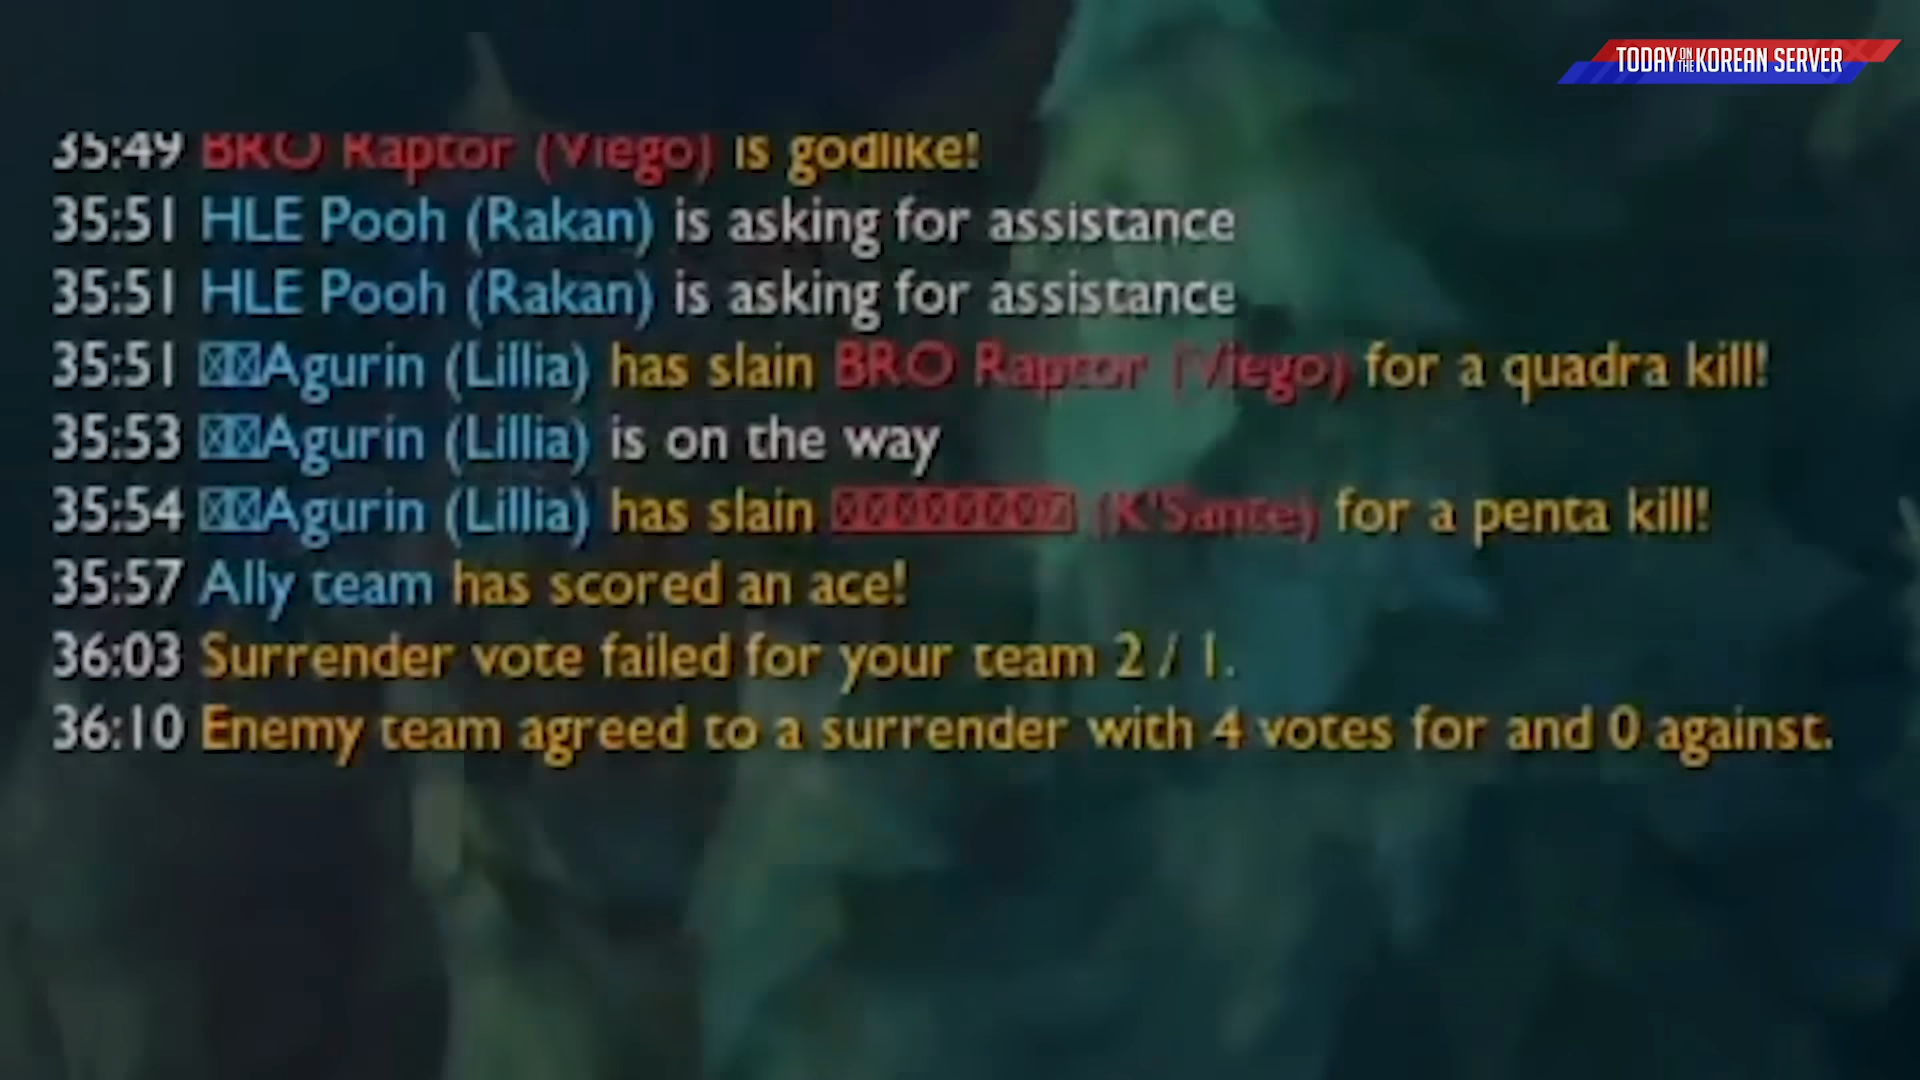 TODAY ON THE KOREAN SERVER
35:49 BRO Raptor (Viego) is godlike!
35:51 HLE Pooh (Rakan) is asking for assistance
35:51 HLE Pooh (Rakan) is asking for assistance
35:51 Agurin (Lillia) has slain BRO Raptor (Viego) for a quadra kill!
35:53 Agurin (Lillia) is on the way
35:54 Agurin (Lillia) has slain (K'Sante) for a penta kill!
35:57 Ally team has scored an ace!
36:03 Surrender vote failed for your team 2 / 1.
36:10 Enemy team agreed to a surrender with 4 votes for and 0 against.